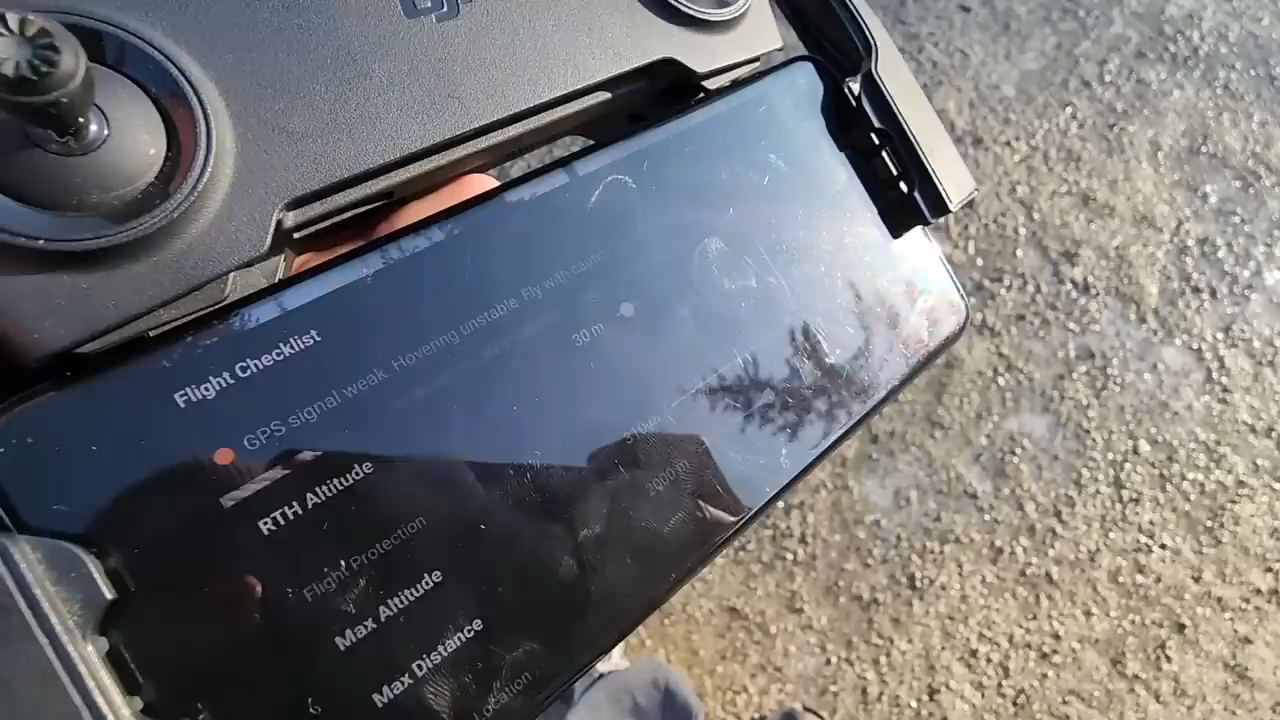 Flight Checklist
GPS signal weak. Hovering unstable. Fly with caution
RTH Altitude
30 m
Flight Protection
Max Altitude
310 m
Max Distance
2000 m
Location